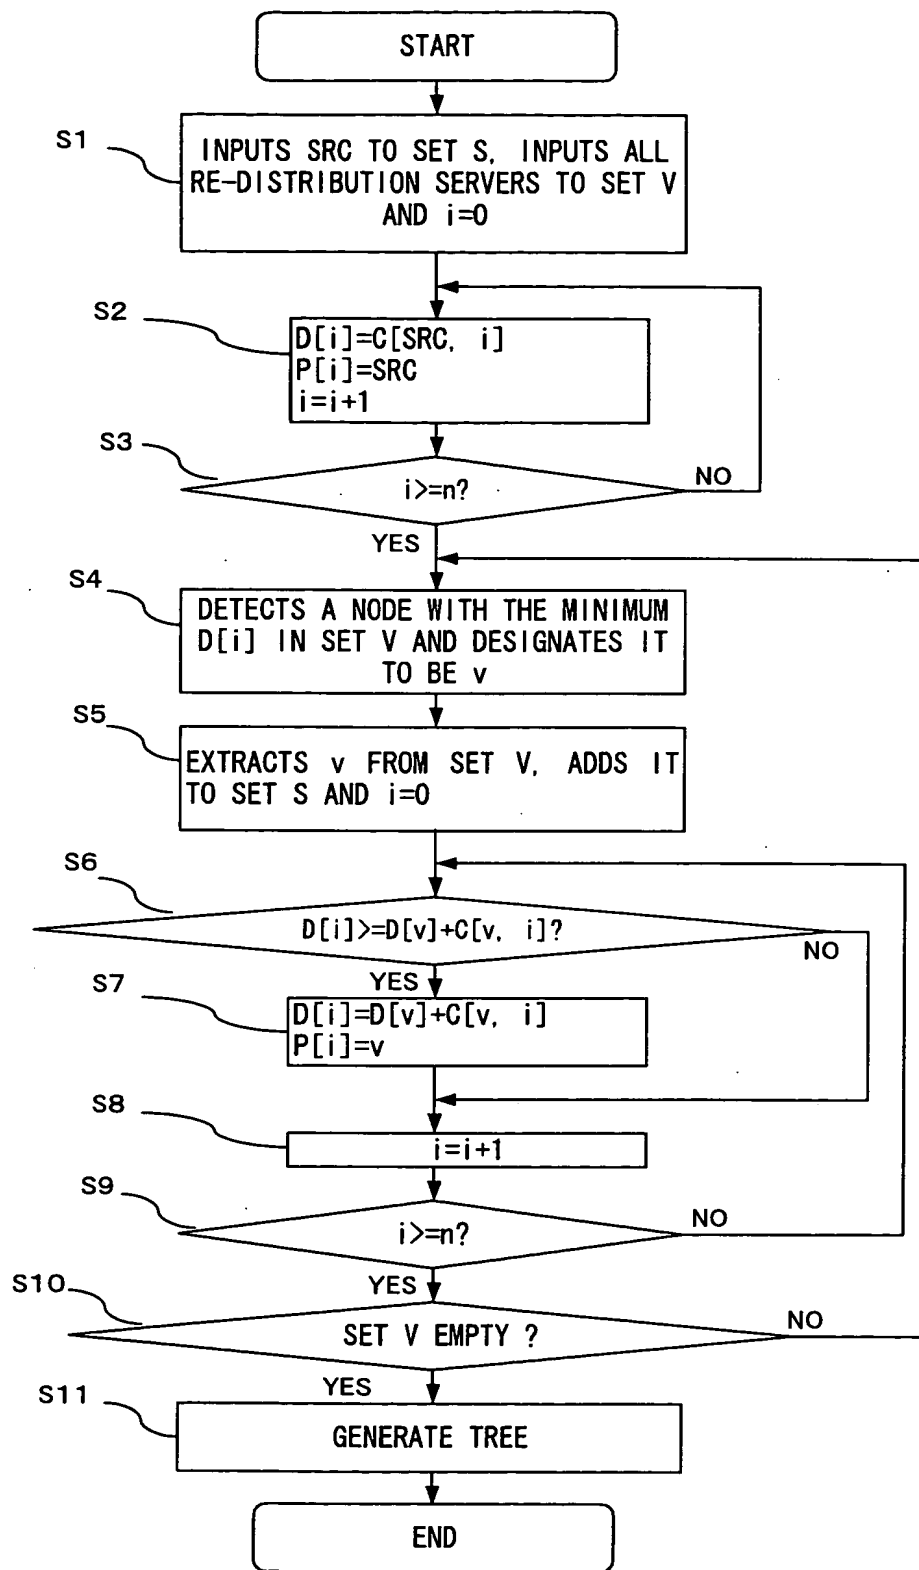 START
S1
INPUTS SRC TO SET S, INPUTS ALL
RE-DISTRIBUTION SERVERS TO SET V
AND i=0
S2
D[i]=C[SRC, i]
P[i]=SRC
i=i+1
S3
i>=n?
NO
YES
S4
DETECTS A NODE WITH THE MINIMUM
D[i] IN SET V AND DESIGNATES IT
TO BE v
S5
EXTRACTS v FROM SET V, ADDS IT
TO SET S AND i=0
S6
D[i]>=D[v]+C[v, i]?
NO
YES
S7
D[i]=D[v]+C[v, i]
P[i]=v
S8
i=i+1
S9
i>=n?
NO
YES
S10
SET V EMPTY ?
NO
YES
S11
GENERATE TREE
END